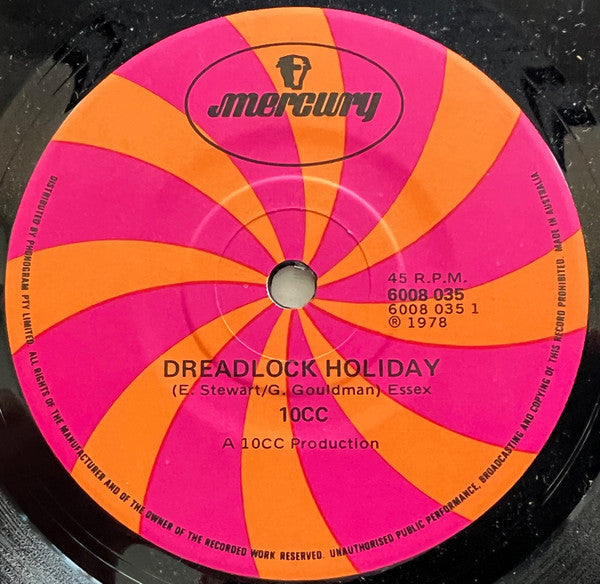 mercury
45 R.P.M.
6008 035
6008 035 1
℗ 1978
DREADLOCK HOLIDAY
(E. Stewart/G. Gouldman) Essex
10CC
A 10CC Production
DISTRIBUTED BY PHONOGRAM PTY LIMITED. ALL RIGHTS OF THE MANUFACTURER AND OF THE OWNER OF THE RECORDED WORK RESERVED. UNAUTHORISED PUBLIC PERFORMANCE, BROADCASTING AND COPYING OF THIS RECORD PROHIBITED. MADE IN AUSTRALIA